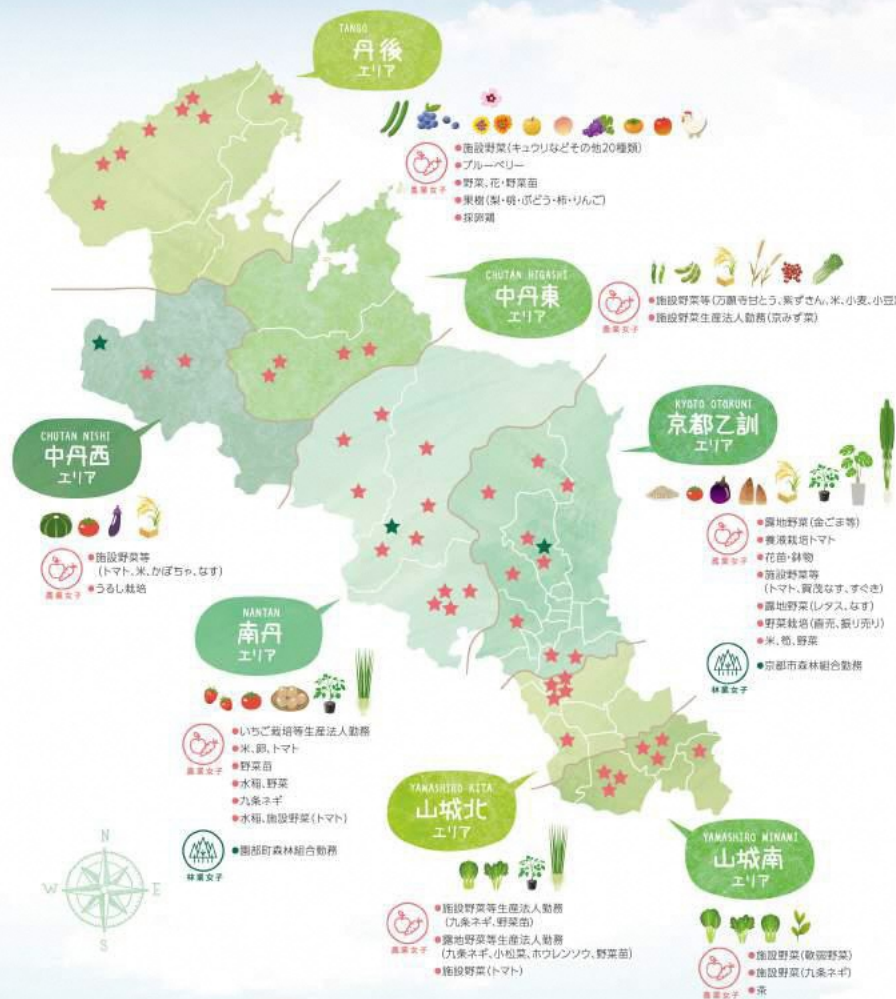 TANGO
丹後
エリア
農業女子
●施設野菜(キュウリなどその他20種類)
●ブルーベリー
●野菜、花・野菜苗
●果樹(梨・桃・ぶどう・柿・りんご)
●採卵鶏
CHUTAN HIGASHI
中丹東
エリア
農業女子
●施設野菜等(万願寺甘とう、紫ずきん、米、小麦、小豆
●施設野菜生産法人勤務(京みず菜)
KYOTO OTOKUNI
京都乙訓
エリア
農業女子
●露地野菜(金ごま等)
●養液栽培トマト
●花苗・鉢物
●施設野菜等
(トマト、賀茂なす、すぐき)
●露地野菜(レタス、なす)
●野菜栽培(直売、振り売り)
●米、筍、野菜
林業女子
●京都市森林組合勤務
CHUTAN NISHI
中丹西
エリア
農業女子
●施設野菜等
(トマト、米、かぼちゃ、なす)
●うるし栽培
NANTAN
南丹
エリア
農業女子
●いちご栽培等生産法人勤務
●米、卵、トマト
●野菜苗
●水稲、野菜
●九条ネギ
●水稲、施設野菜(トマト)
林業女子
●園部町森林組合勤務
YAMASHIRO KITA
山城北
エリア
農業女子
●施設野菜等生産法人勤務
(九条ネギ、野菜苗)
●露地野菜等生産法人勤務
(九条ネギ、小松菜、ホウレンソウ、野菜苗)
●施設野菜(トマト)
YAMASHIRO MINAMI
山城南
エリア
農業女子
●施設野菜(軟弱野菜)
●施設野菜(九条ネギ)
●茶
N
W
E
S